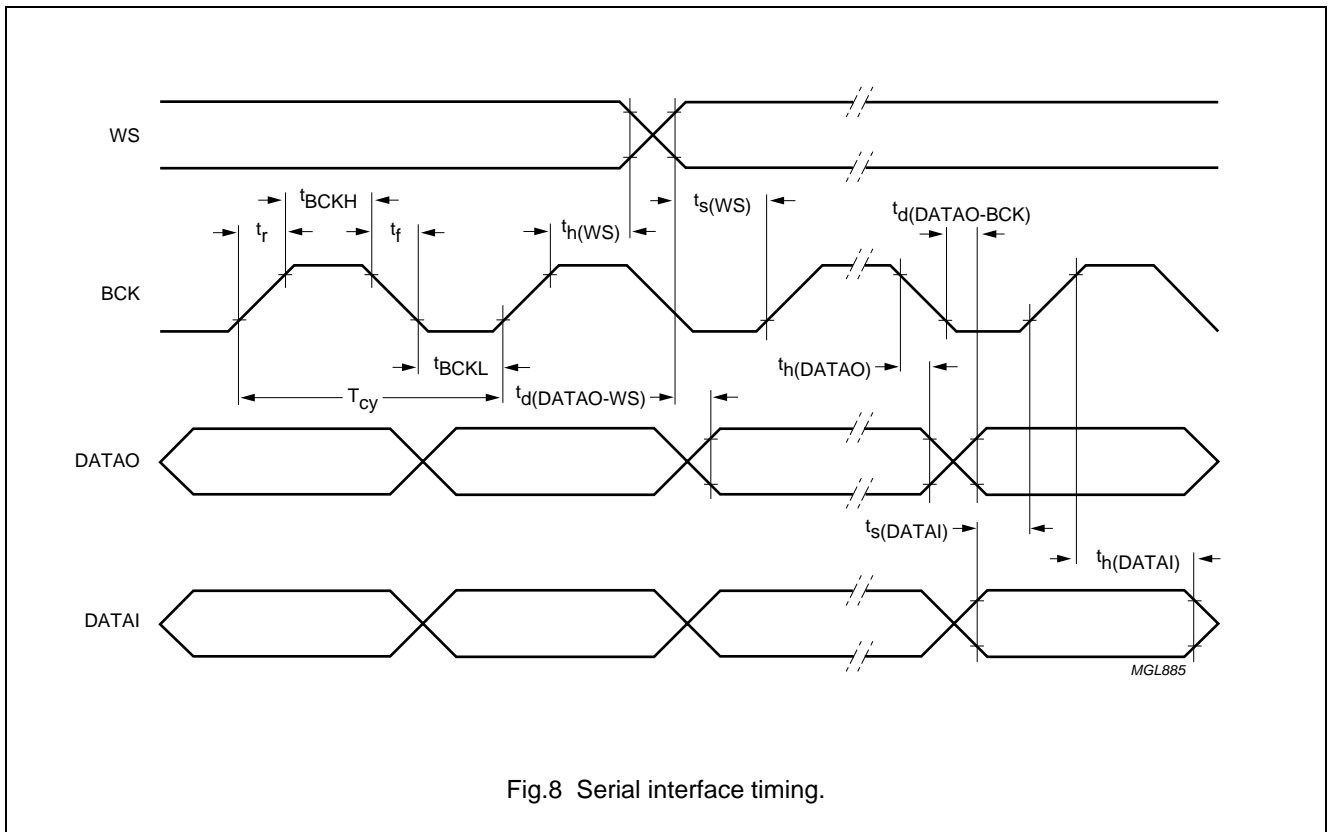 WS
tBCKH
ts(WS)
td(DATAO-BCK)
tr
tf
th(WS)
BCK
tBCKL
th(DATAO)
Tcy
td(DATAO-WS)
DATAO
ts(DATAI)
th(DATAI)
DATAI
MGL885
Fig.8 Serial interface timing.